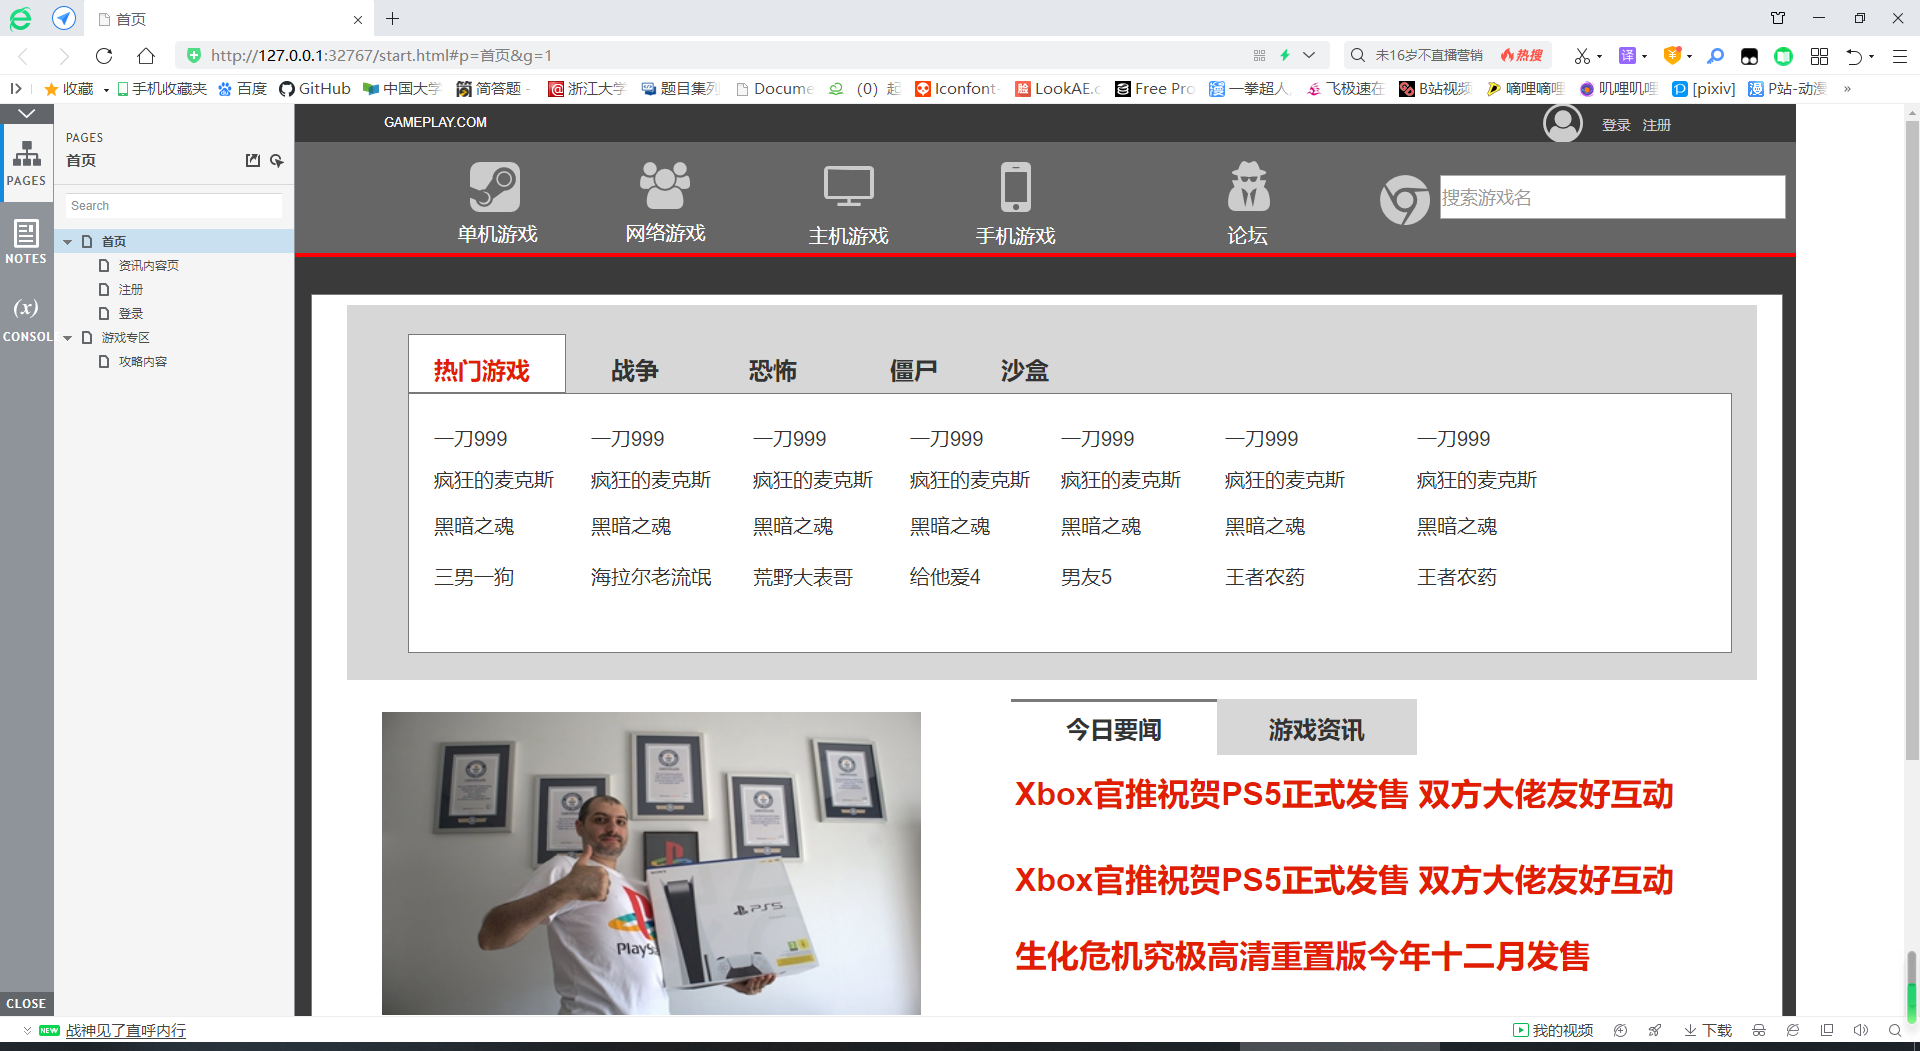 首页
http://127.0.0.1:32767/start.html#p=首页&g=1
未16岁不直播营销 热搜
译
收藏 手机收藏夹 百度 GitHub 中国大学 简答题 - 浙江大学 题目集列 Docume (0) 起 Iconfont- LookAE.c Free Pro 一拳超人 飞极速在 B站视频 嘀哩嘀哩 叽哩叽哩 [pixiv] P站-动漫 »
PAGES
首页
PAGES
Search
NOTES
CONSOL
首页
资讯内容页
注册
登录
游戏专区
攻略内容
CLOSE
GAMEPLAY.COM
登录 注册
单机游戏 网络游戏 主机游戏 手机游戏 论坛
搜索游戏名
热门游戏 战争 恐怖 僵尸 沙盒
一刀999 一刀999 一刀999 一刀999 一刀999 一刀999 一刀999
疯狂的麦克斯 疯狂的麦克斯 疯狂的麦克斯 疯狂的麦克斯 疯狂的麦克斯 疯狂的麦克斯 疯狂的麦克斯
黑暗之魂 黑暗之魂 黑暗之魂 黑暗之魂 黑暗之魂 黑暗之魂 黑暗之魂
三男一狗 海拉尔老流氓 荒野大表哥 给他爱4 男友5 王者农药 王者农药
PS5
今日要闻 游戏资讯
Xbox官推祝贺PS5正式发售 双方大佬友好互动
Xbox官推祝贺PS5正式发售 双方大佬友好互动
生化危机究极高清重置版今年十二月发售
NEW 战神见了直呼内行
我的视频 下载